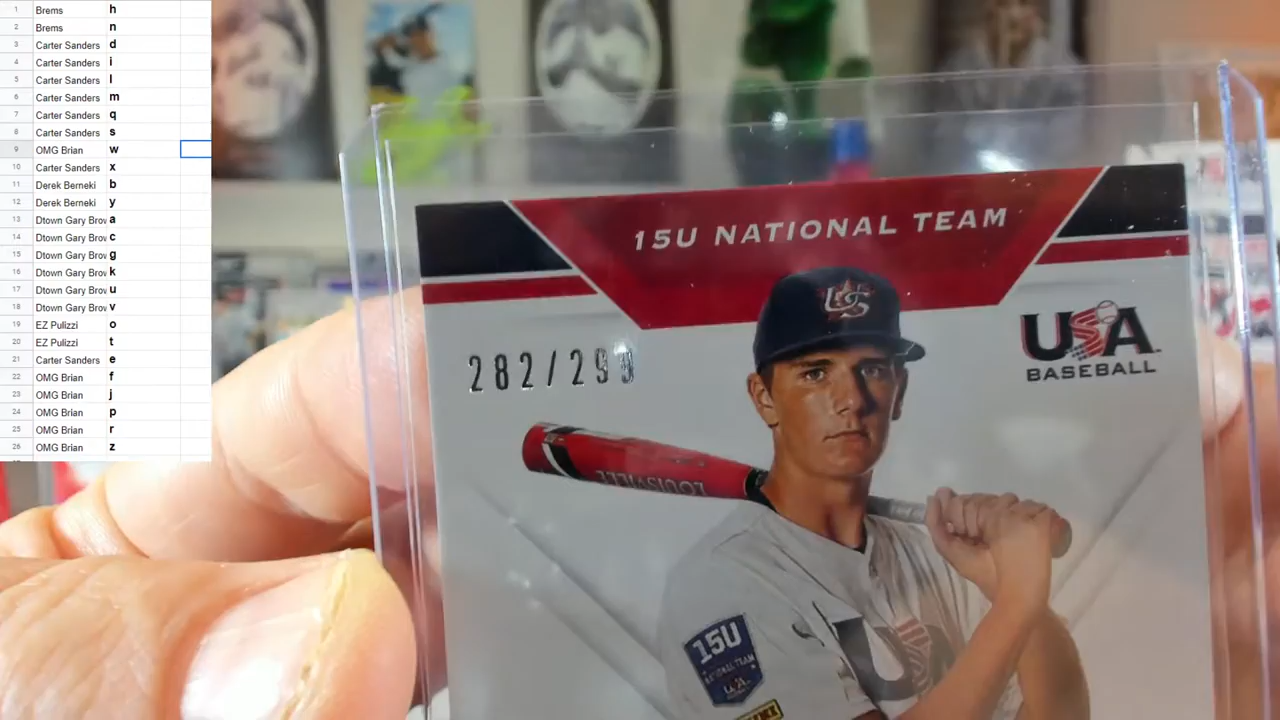 1 Brems h
2 Brems n
3 Carter Sanders d
4 Carter Sanders i
5 Carter Sanders l
6 Carter Sanders m
7 Carter Sanders q
8 Carter Sanders s
9 OMG Brian w
10 Carter Sanders x
11 Derek Berneki b
12 Derek Berneki y
13 Dtown Gary Brov a
14 Dtown Gary Brov c
15 Dtown Gary Brov g
16 Dtown Gary Brov k
17 Dtown Gary Brov u
18 Dtown Gary Brov v
19 EZ Pulizzi o
20 EZ Pulizzi t
21 Carter Sanders e
22 OMG Brian f
23 OMG Brian j
24 OMG Brian p
25 OMG Brian r
26 OMG Brian z
15U NATIONAL TEAM
US
282/299
USA
BASEBALL
LOUISVILLE
15U
NATIONAL TEAM